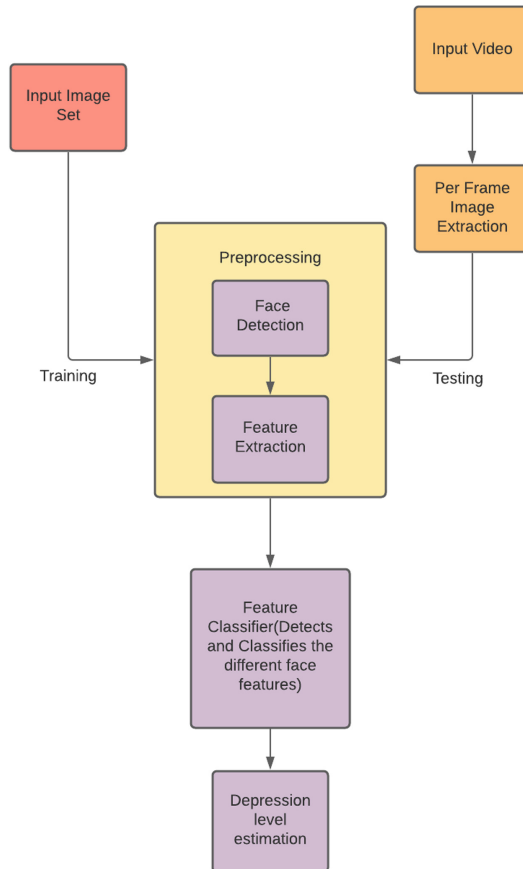 Input Video
Input Image
Set
Per Frame
Image
Extraction
Preprocessing
Face
Detection
Training
Testing
Feature
Extraction
Feature
Classifier(Detects
and Classifies the
different face
features)
Depression
level
estimation